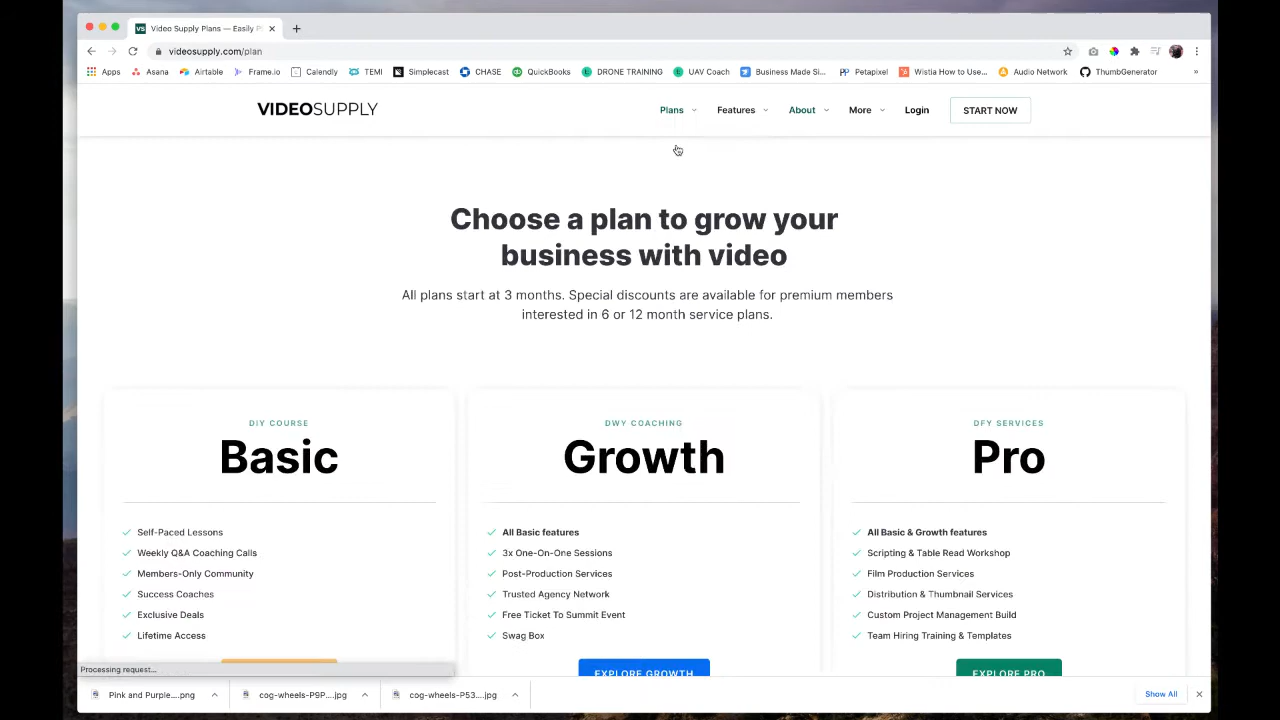 Video Supply Plans — Easily P
videosupply.com/plan
Apps Asana Airtable Frame.io Calendly TEMI Simplecast CHASE QuickBooks DRONE TRAINING UAV Coach Business Made Si... Petapixel Wistia How to Use... Audio Network ThumbGenerator »
VIDEOSUPPLY Plans Features About More Login START NOW
Choose a plan to grow your
business with video
All plans start at 3 months. Special discounts are available for premium members
interested in 6 or 12 month service plans.
DIY COURSE
Basic
Self-Paced Lessons
Weekly Q&A Coaching Calls
Members-Only Community
Success Coaches
Exclusive Deals
Lifetime Access
DWY COACHING
Growth
All Basic features
3x One-On-One Sessions
Post-Production Services
Trusted Agency Network
Free Ticket To Summit Event
Swag Box
EXPLORE GROWTH
DFY SERVICES
Pro
All Basic & Growth features
Scripting & Table Read Workshop
Film Production Services
Distribution & Thumbnail Services
Custom Project Management Build
Team Hiring Training & Templates
EXPLORE PRO
Processing request...
Pink and Purple....png cog-wheels-P9P....jpg cog-wheels-P53....jpg Show All